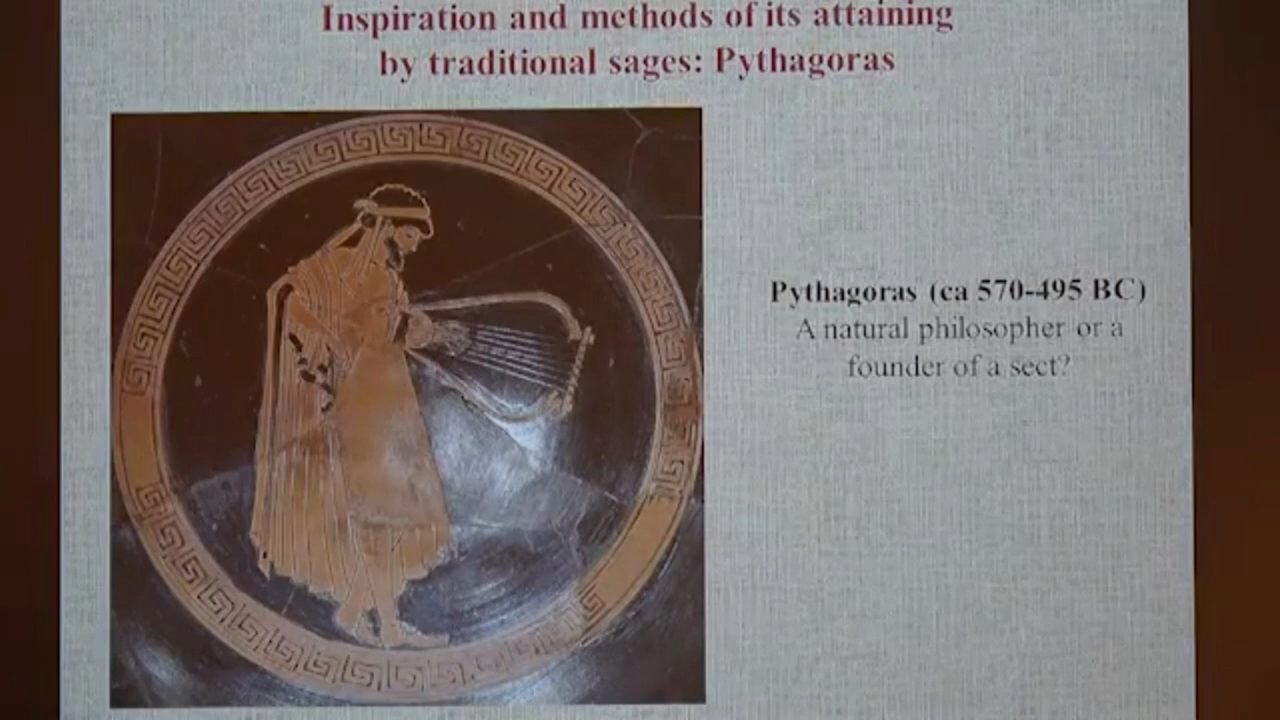 Inspiration and methods of its attaining
by traditional sages: Pythagoras
Pythagoras (ca 570-495 BC)
A natural philosopher or a
founder of a sect?